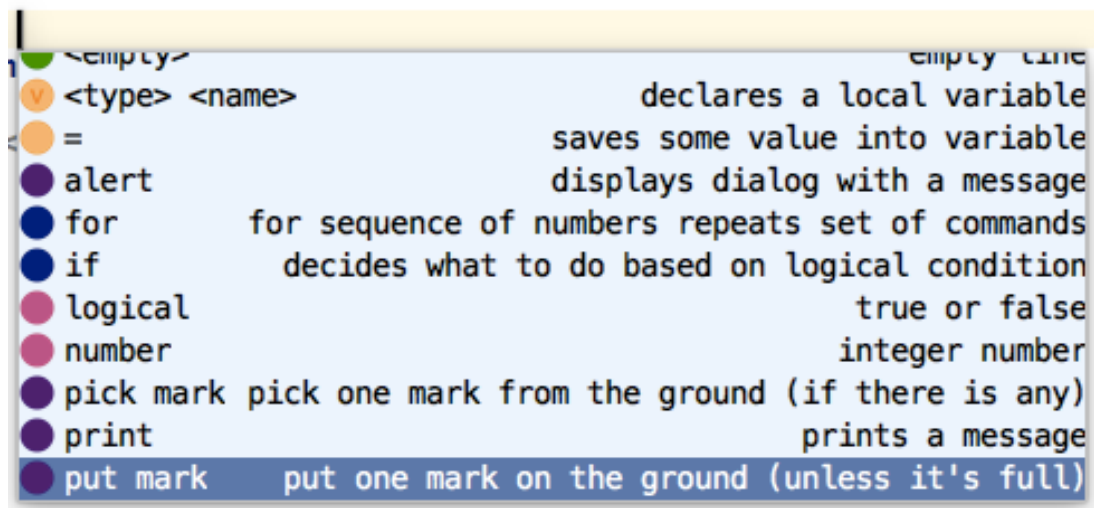 <empty> empty line
v <type> <name> declares a local variable
= saves some value into variable
alert displays dialog with a message
for for sequence of numbers repeats set of commands
if decides what to do based on logical condition
logical true or false
number integer number
pick mark pick one mark from the ground (if there is any)
print prints a message
put mark put one mark on the ground (unless it's full)